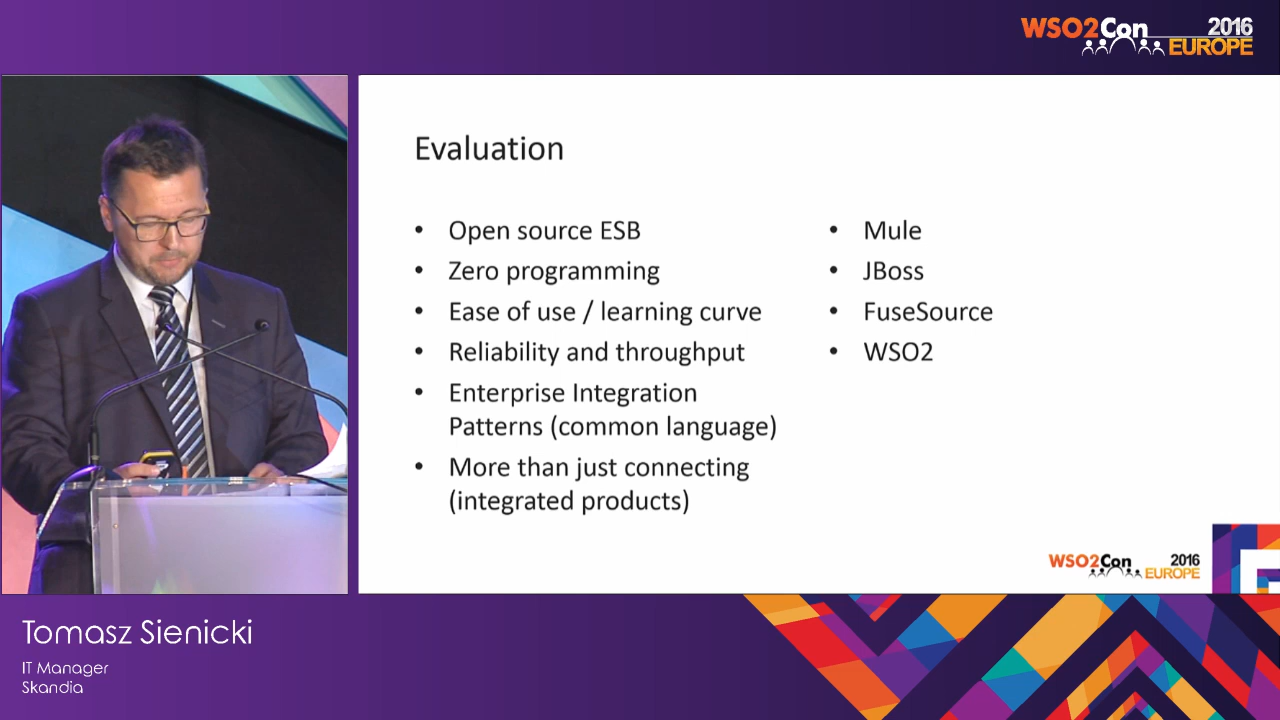 WSO2Con 2016
EUROPE
Evaluation
• Open source ESB
• Zero programming
• Ease of use / learning curve
• Reliability and throughput
• Enterprise Integration
Patterns (common language)
• More than just connecting
(integrated products)
• Mule
• JBoss
• FuseSource
• WSO2
WSO2Con 2016
EUROPE
Tomasz Sienicki
IT Manager
Skandia